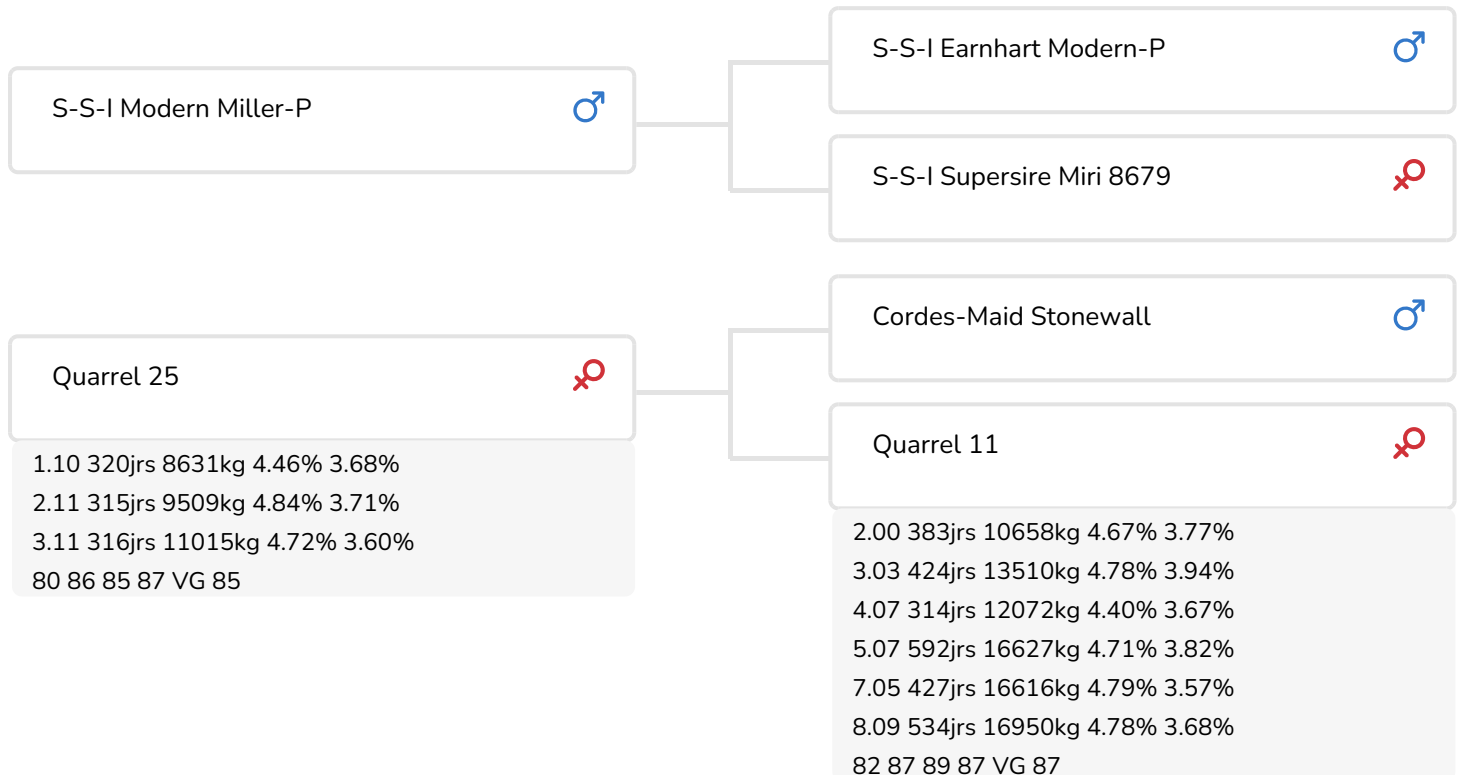 S-S-I Modern Miller-P
S-S-I Earnhart Modern-P
S-S-I Supersire Miri 8679
Quarrel 25
1.10 320jrs 8631kg 4.46% 3.68%
2.11 315jrs 9509kg 4.84% 3.71%
3.11 316jrs 11015kg 4.72% 3.60%
80 86 85 87 VG 85
Cordes-Maid Stonewall
Quarrel 11
2.00 383jrs 10658kg 4.67% 3.77%
3.03 424jrs 13510kg 4.78% 3.94%
4.07 314jrs 12072kg 4.40% 3.67%
5.07 592jrs 16627kg 4.71% 3.82%
7.05 427jrs 16616kg 4.79% 3.57%
8.09 534jrs 16950kg 4.78% 3.68%
82 87 89 87 VG 87